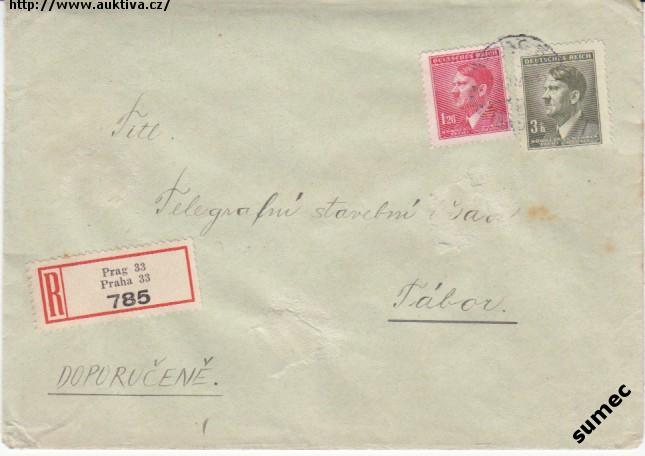 http://www.auktiva.cz/
DEUTSCHES REICH
1.20
DEUTSCHES REICH
3 K
Titl.
Telegrafní stavební
R
Prag 33
Praha 33
785
Tábor.
DOPORUČENĚ.
sumec